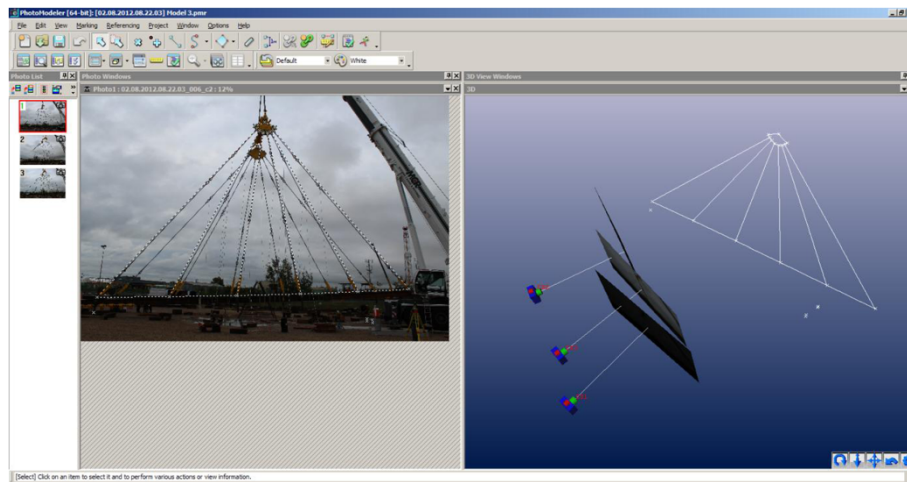 PhotoModeler [64-bit]: [02.08.2012.08.22.03] Model 3.pmr
File Edit View Marking Referencing Project Window Options Help
Default
White
Photo List
Photo Windows
3D View Windows
Photo1 : 02.08.2012.08.22.03_006_c2 : 12%
3D
1
2
3
[Select] Click on an item to select it and to perform various actions or view information.